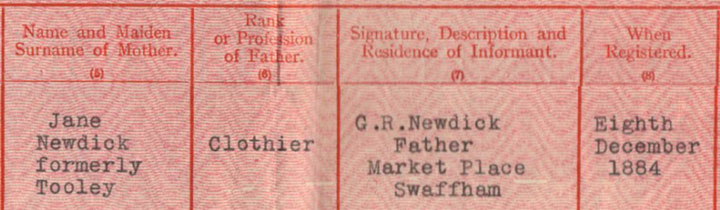 Name and Maiden
Surname of Mother.
(5)
Rank
or Profession
of Father.
(6)
Signature, Description and
Residence of Informant.
(7)
When
Registered.
(8)
Jane
Newdick
formerly
Tooley
Clothier
G.R.Newdick
Father
Market Place
Swaffham
Eighth
December
1884